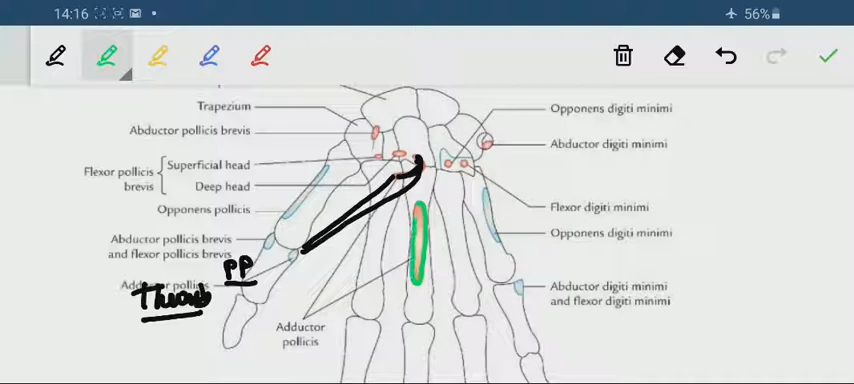 14:16
56%
Trapezium
Abductor pollicis brevis
Flexor pollicis
brevis
Superficial head
Deep head
Opponens pollicis
Abductor pollicis brevis
and flexor pollicis brevis
PP
Adductor pollicis
Thumb
Adductor
pollicis
Opponens digiti minimi
Abductor digiti minimi
Flexor digiti minimi
Opponens digiti minimi
Abductor digiti minimi
and flexor digiti minimi